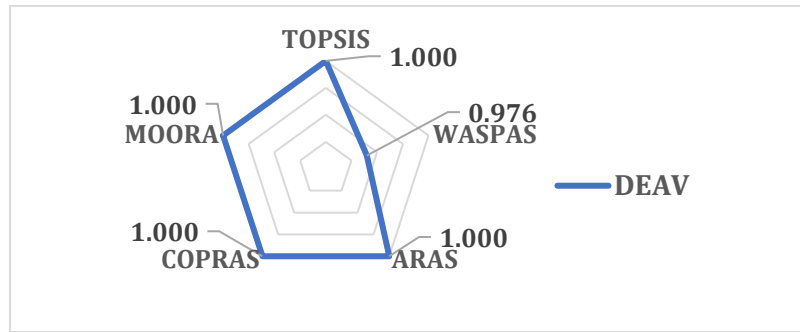 TOPSIS
1.000
1.000
0.976
MOORA
WASPAS
DEAV
1.000
1.000
COPRAS
ARAS